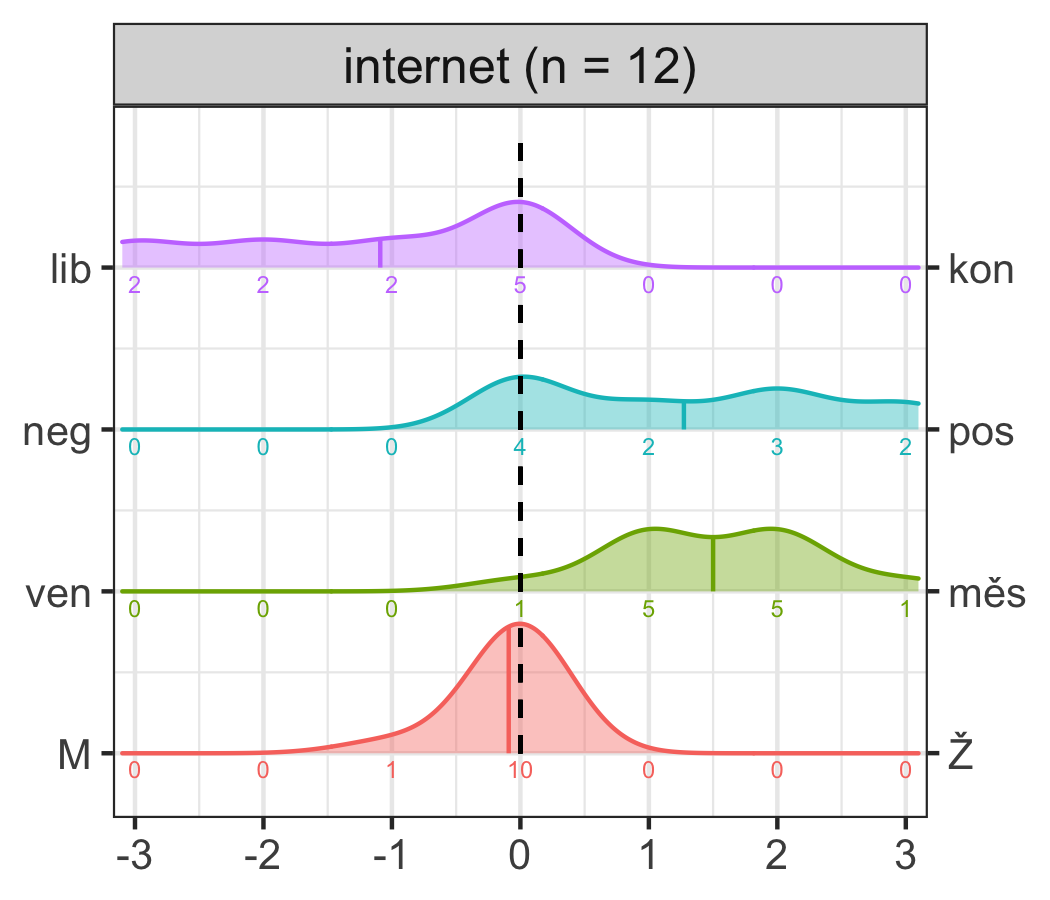 internet (n = 12)
lib kon
2 2 2 5 0 0 0
neg pos
0 0 0 4 2 3 2
ven měs
0 0 0 1 5 5 1
M Ž
0 0 1 10 0 0 0
-3 -2 -1 0 1 2 3